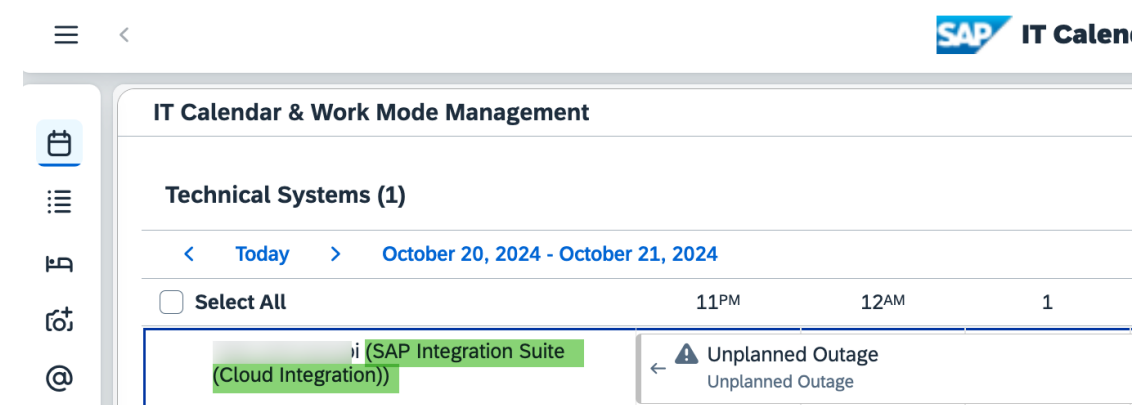 SAP IT Calen
IT Calendar & Work Mode Management
Technical Systems (1)
Today October 20, 2024 - October 21, 2024
Select All 11PM 12AM 1
(SAP Integration Suite
(Cloud Integration))
Unplanned Outage
Unplanned Outage